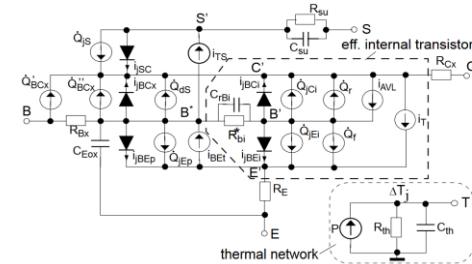 R_su
S' S
C_su
eff. internal transistor
Q̇_jS i_jSC i_TS
C' R_Cx C
Q̇'_BCx Q̇''_BCx i_jBCx Q̇_dS C_rBi i_jBCi Q̇_jCi Q̇_r i_AVL
B R_Bx B* R*_bi B' i_T
C_Eox i_jBEp Q̇_jEp i_BEt i_jBEi Q̇_jEi Q̇_f
E'
R_E
ΔT_j T
P R_th C_th
E
thermal network